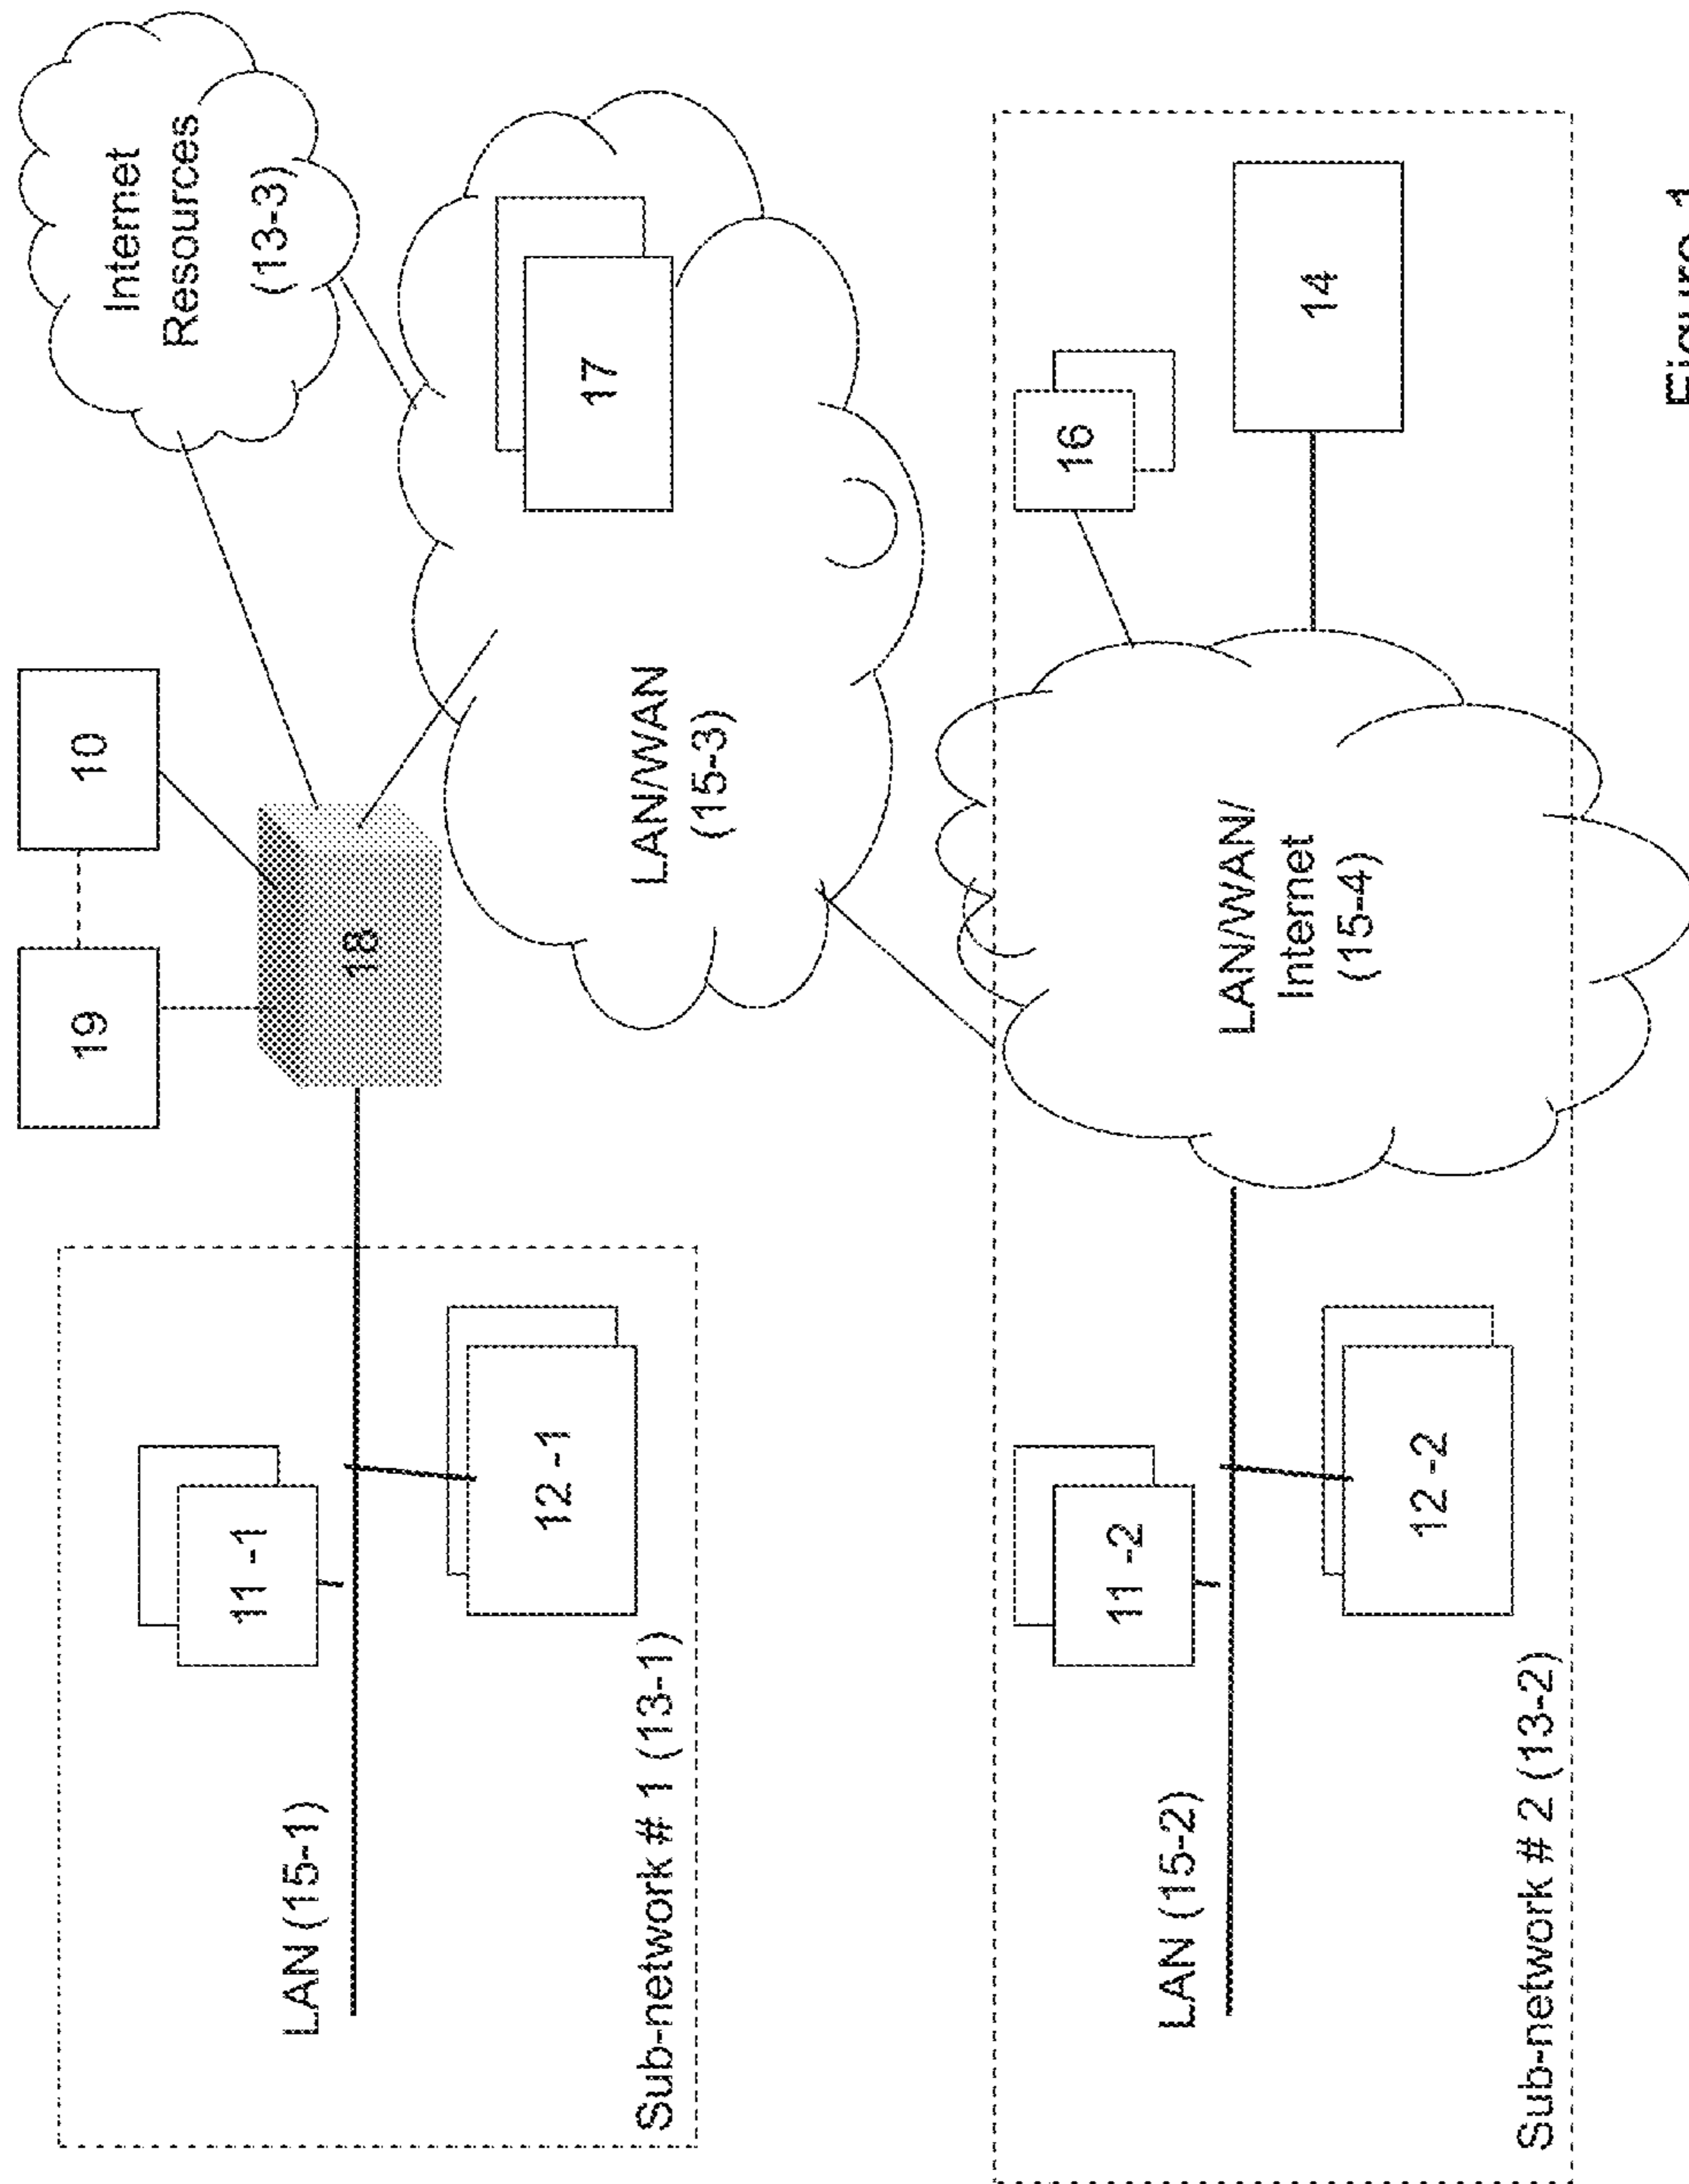 19
10
Internet
Resources
(13-3)
11 -1
LAN (15-1)
18
12 -1
17
Sub-network # 1 (13-1)
LAN/WAN
(15-3)
16
11 -2
LAN (15-2)
LAN/WAN/
Internet
(15-4)
14
12 -2
Sub-network # 2 (13-2)
Figure 1